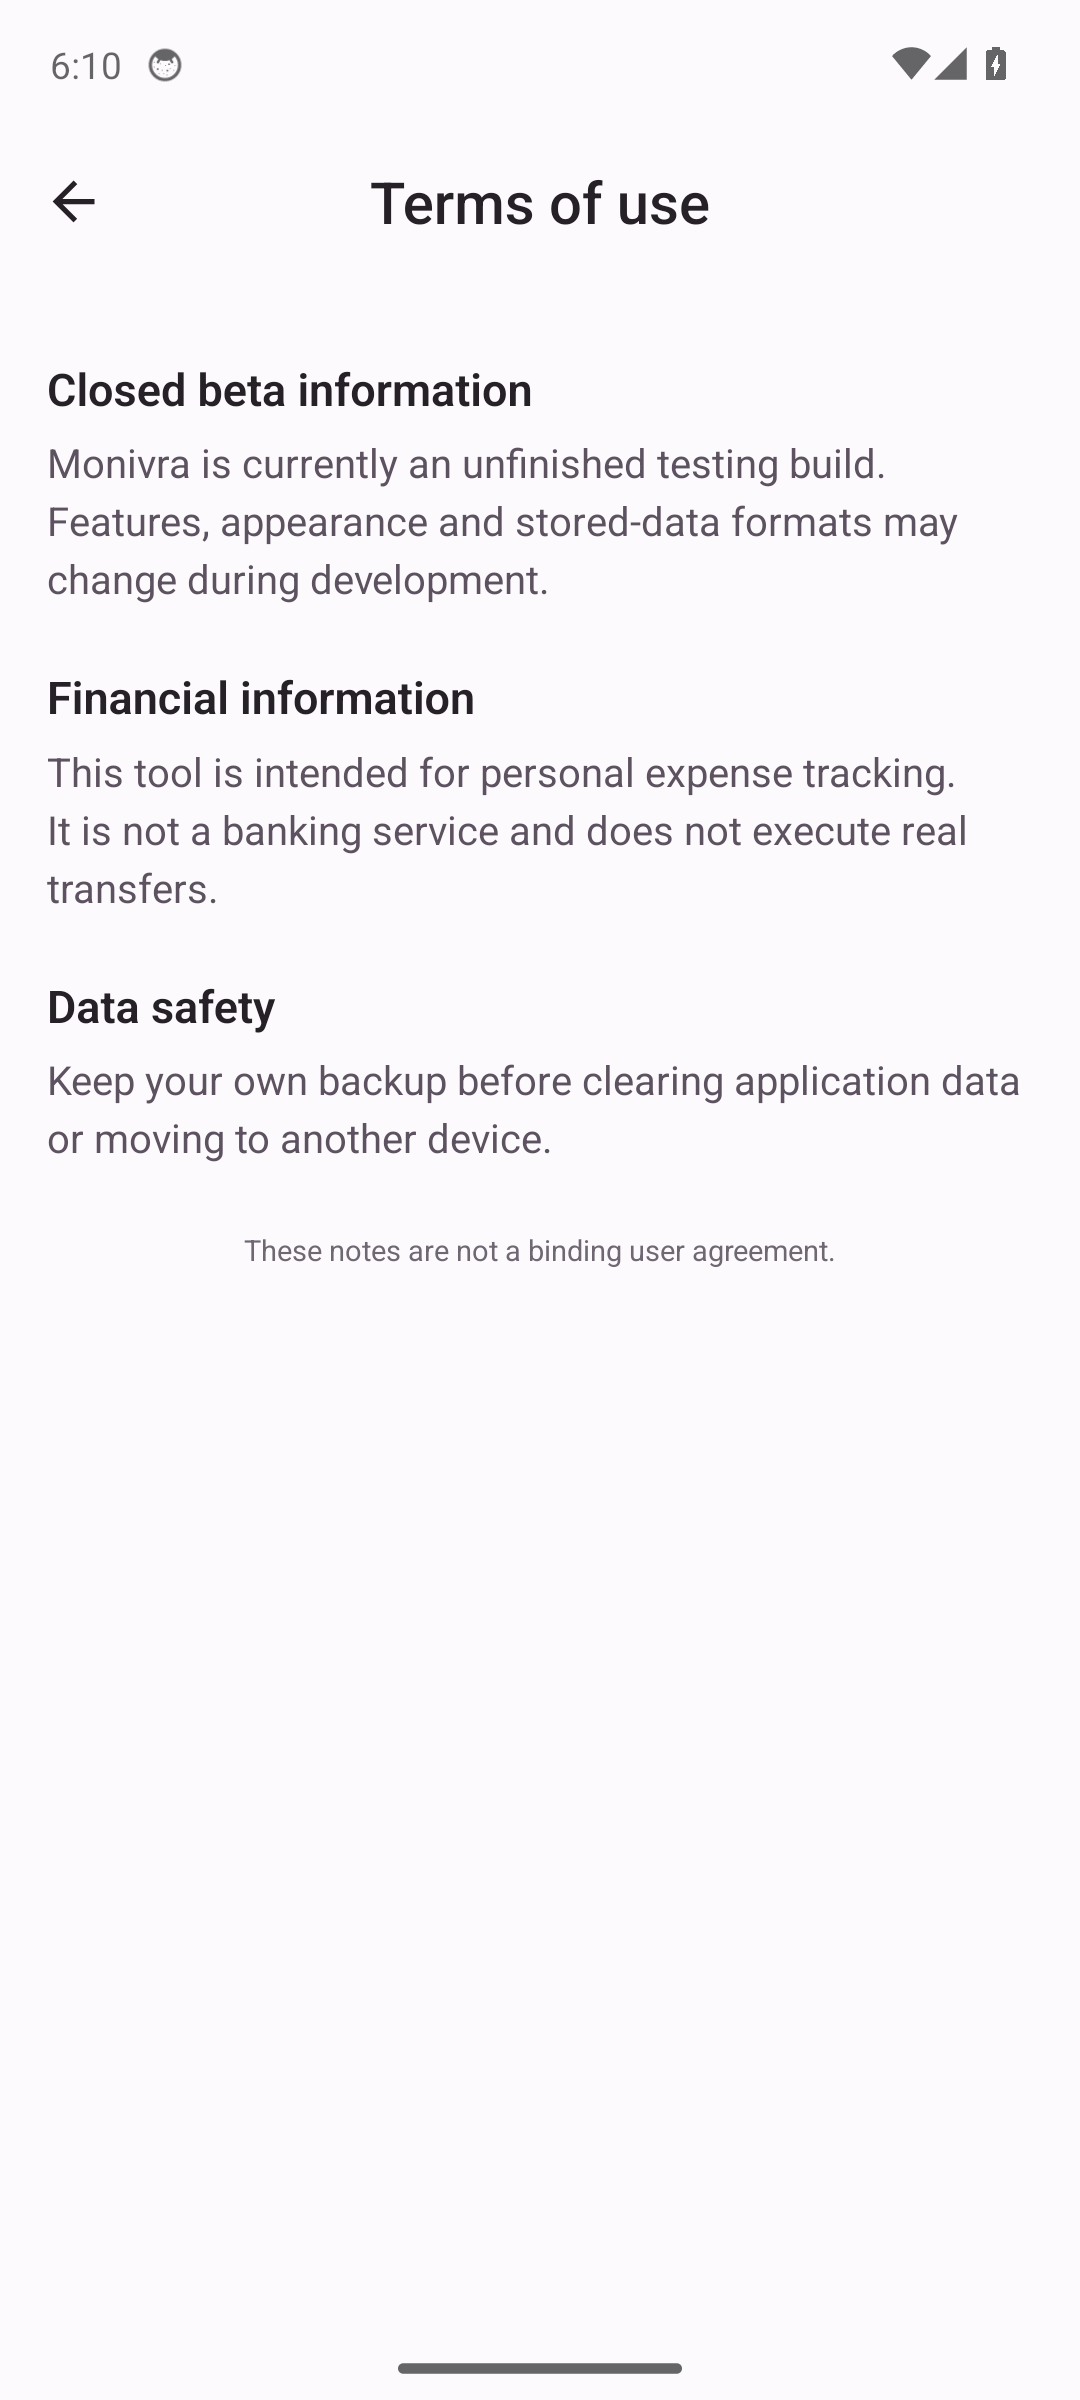 6:10
Terms of use
Closed beta information
Monivra is currently an unfinished testing build.
Features, appearance and stored-data formats may
change during development.
Financial information
This tool is intended for personal expense tracking.
It is not a banking service and does not execute real
transfers.
Data safety
Keep your own backup before clearing application data
or moving to another device.
These notes are not a binding user agreement.